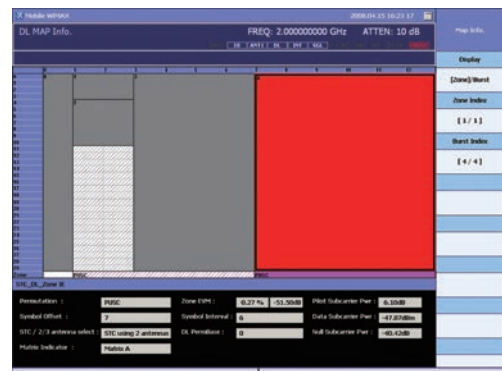 Mobile WiMAX
2008.04.15 16:23:17
DL MAP Info.
FREQ: 2.000000000 GHz
ATTEN: 10 dB
Map Info.
Display
[Zone]/Burst
Zone Index
[ 1 / 1 ]
Burst Index
[ 4 / 4 ]
Zone
PUSC
PUSC
STC_DL_Zone IE
Permutation : PUSC
Zone EVM : 0.27 % -51.50dB
Pilot Subcarrier Pwr : 6.10dB
Symbol Offset : 7
Symbol Interval : 6
Data Subcarrier Pwr : -47.87dBm
STC / 2/3 antenna select : STC using 2 antennas
DL PermBase : 0
Null Subcarrier Pwr : -40.42dB
Matrix Indicator : Matrix A